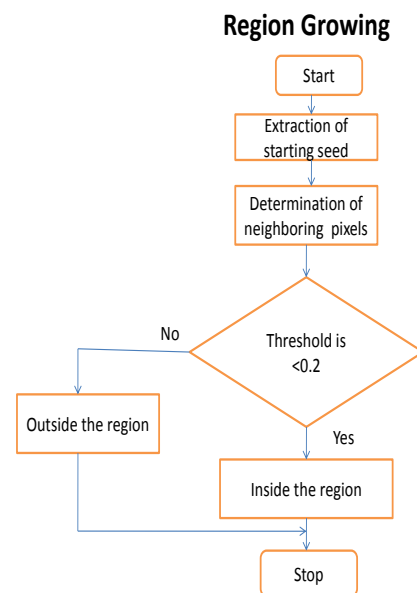 Region Growing
Start
Extraction of
starting seed
Determination of
neighboring pixels
No
Threshold is
<0.2
Outside the region
Yes
Inside the region
Stop